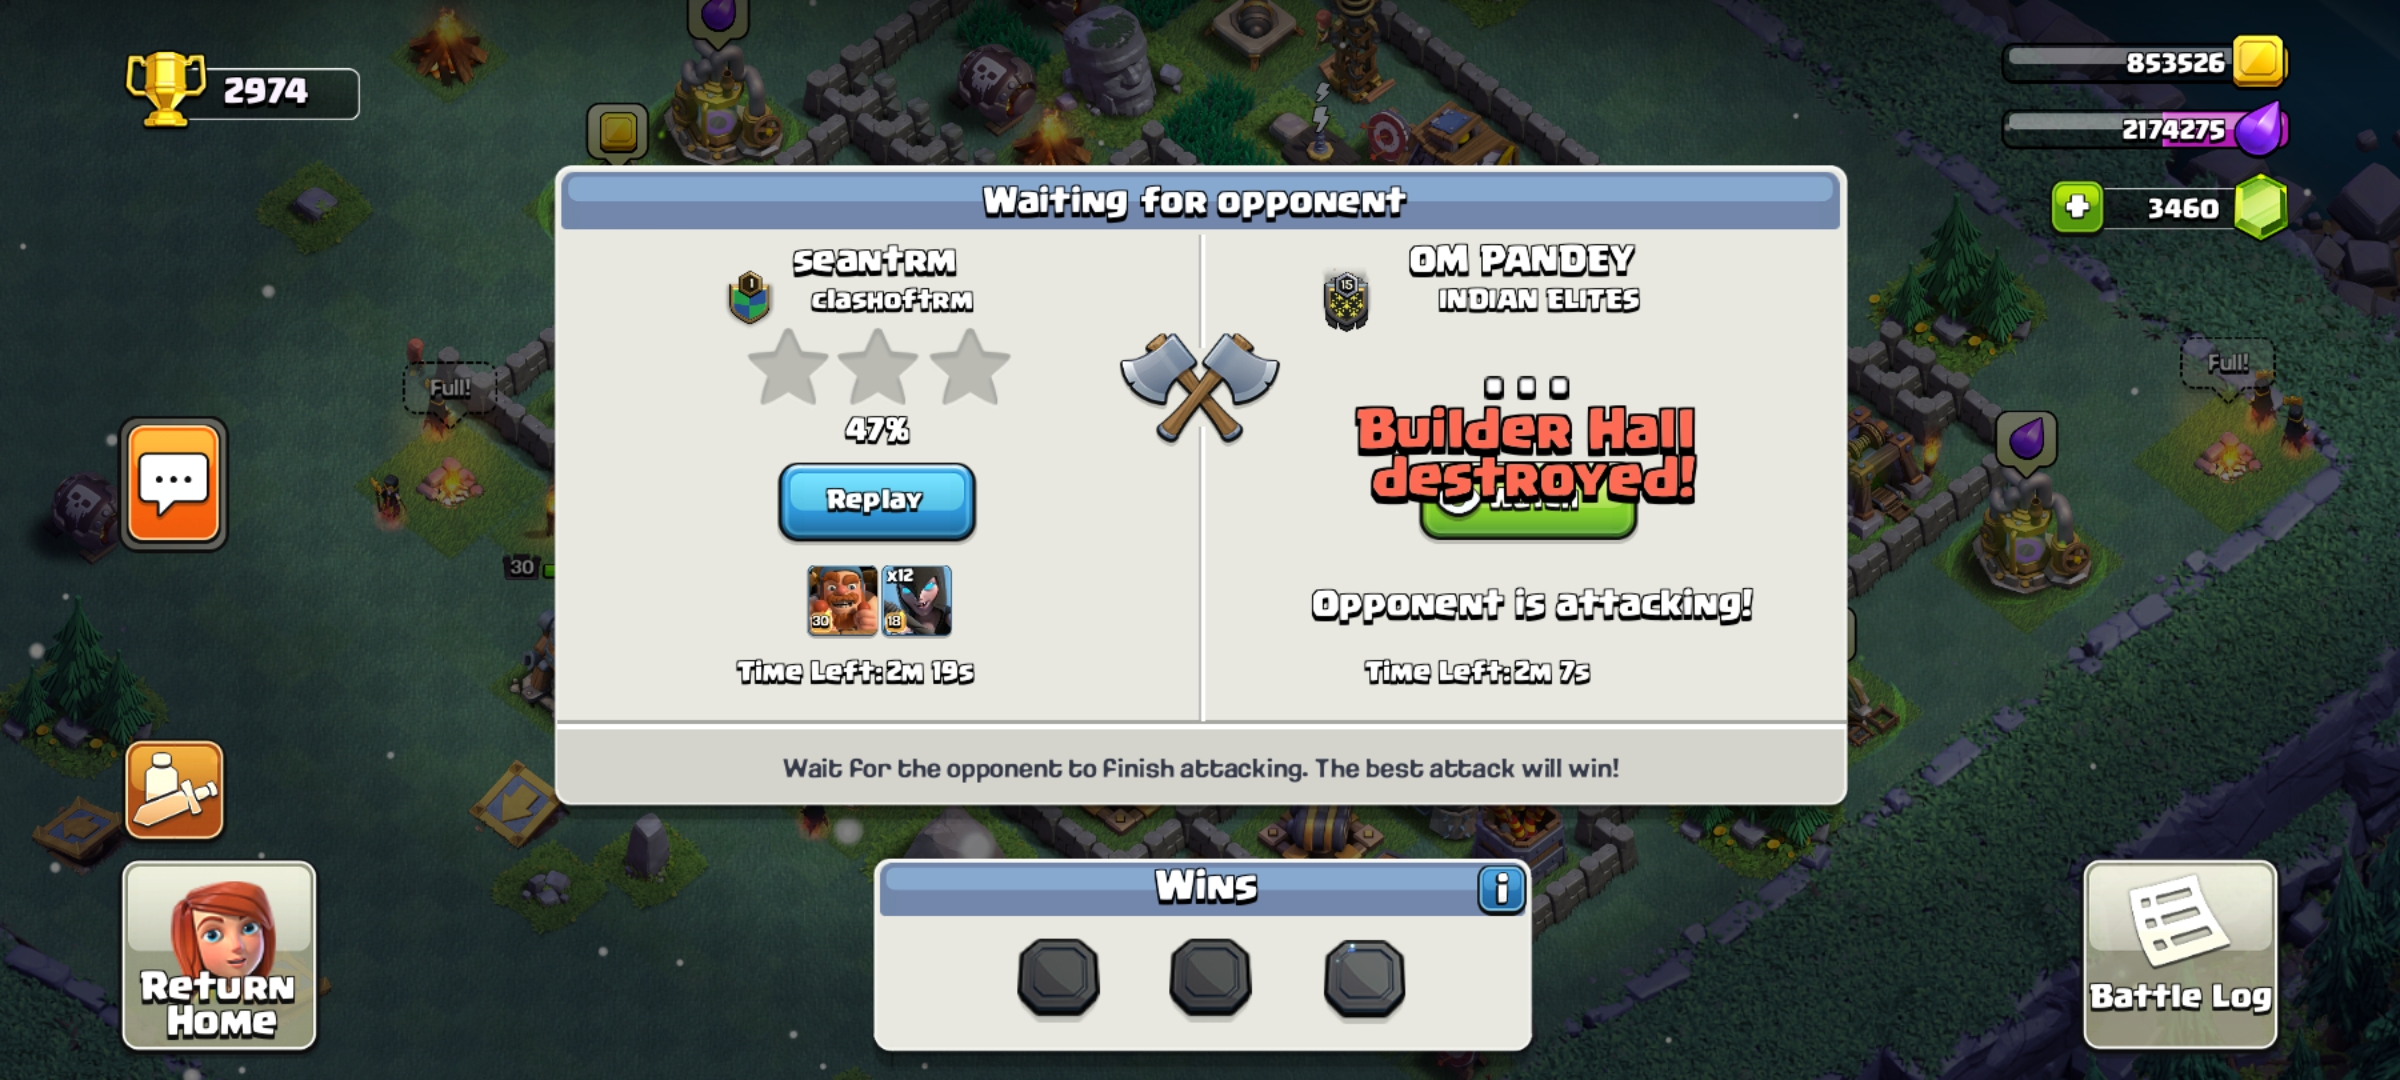 2974
853526
2174275
3460
Waiting for opponent
seantrm
1
clashoftrm
47%
Replay
x12
30
18
Time Left: 2m 19s
OM PANDEY
15
INDIAN ELITES
Builder Hall
destroyed!
Opponent is attacking!
Time Left: 2m 7s
Wait for the opponent to finish attacking. The best attack will win!
Full!
Full!
30
Wins
i
Return
Home
Battle Log